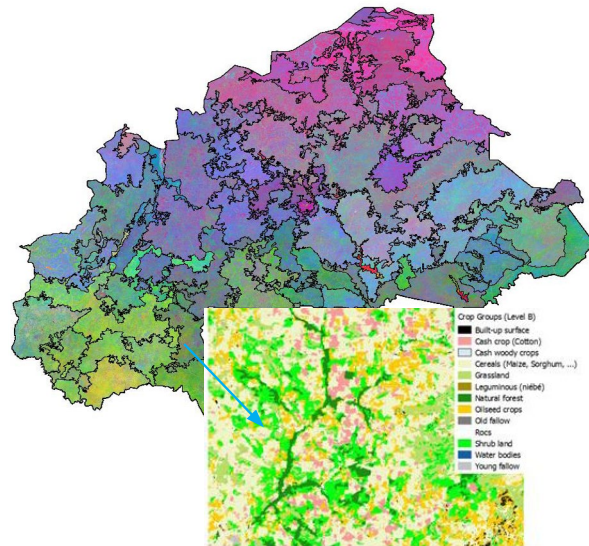 Crop Groups (Level B)
Built-up surface
Cash crop (Cotton)
Cash woody crops
Cereals (Maize, Sorghum, ...)
Grassland
Leguminous (niébé)
Natural forest
Oilseed crops
Old fallow
Rocs
Shrub land
Water bodies
Young fallow